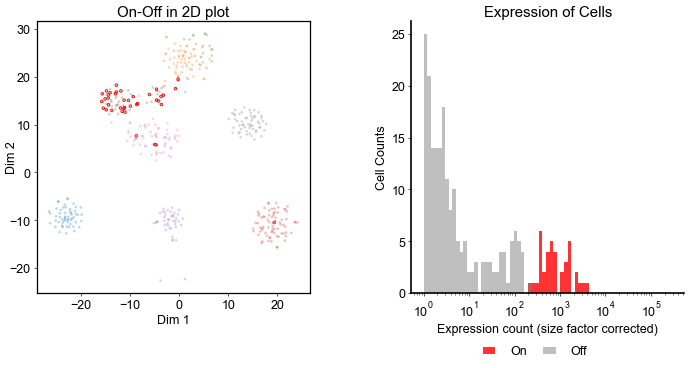 On-Off in 2D plot
30
20
10
0
−10
−20
Dim 2
−20 −10 0 10 20
Dim 1
Expression of Cells
25
20
15
10
5
0
Cell Counts
10^0 10^1 10^2 10^3 10^4 10^5
Expression count (size factor corrected)
On Off